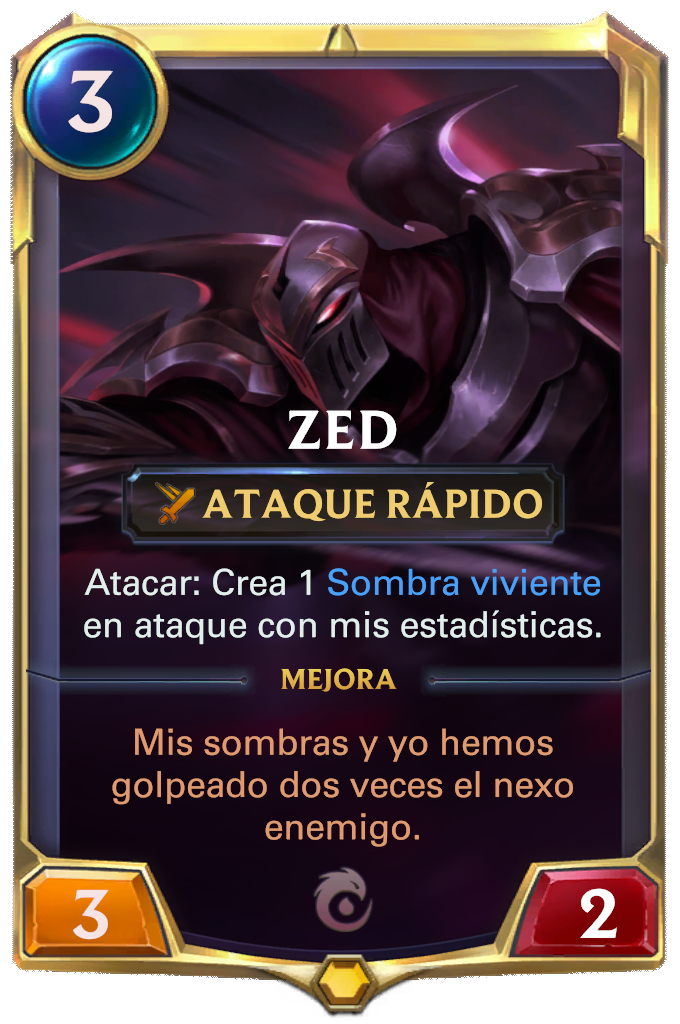 3
ZED
ATAQUE RÁPIDO
Atacar: Crea 1 Sombra viviente
en ataque con mis estadísticas.
MEJORA
Mis sombras y yo hemos
golpeado dos veces el nexo
enemigo.
3
2